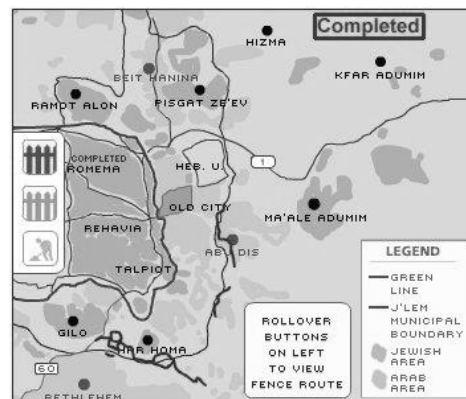 Completed
HIZMA
BEIT HANINA
KFAR ADUMIM
RAMOT ALON
PISGAT ZE'EV
COMPLETED
ROMEMA
HEB. U.
1
OLD CITY
MA'ALE ADUMIM
REHAVIA
ABU DIS
TALPIOT
GILO
HAR HOMA
60
BETHLEHEM
ROLLOVER
BUTTONS
ON LEFT
TO VIEW
FENCE ROUTE
LEGEND
GREEN
LINE
J'LEM
MUNICIPAL
BOUNDARY
JEWISH
AREA
ARAB
AREA